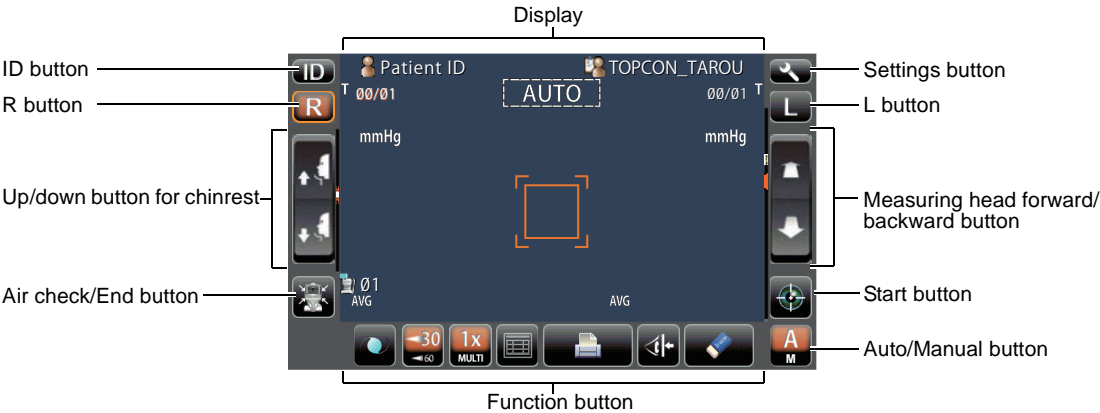 Display
ID button
ID
Patient ID
TOPCON_TAROU
Settings button
R button
R
T 00/01
AUTO
00/01 T
L
L button
mmHg
mmHg
Up/down button for chinrest
Measuring head forward/
backward button
Air check/End button
01
AVG
AVG
Start button
30
60
1x
MULTI
A
M
Auto/Manual button
Function button